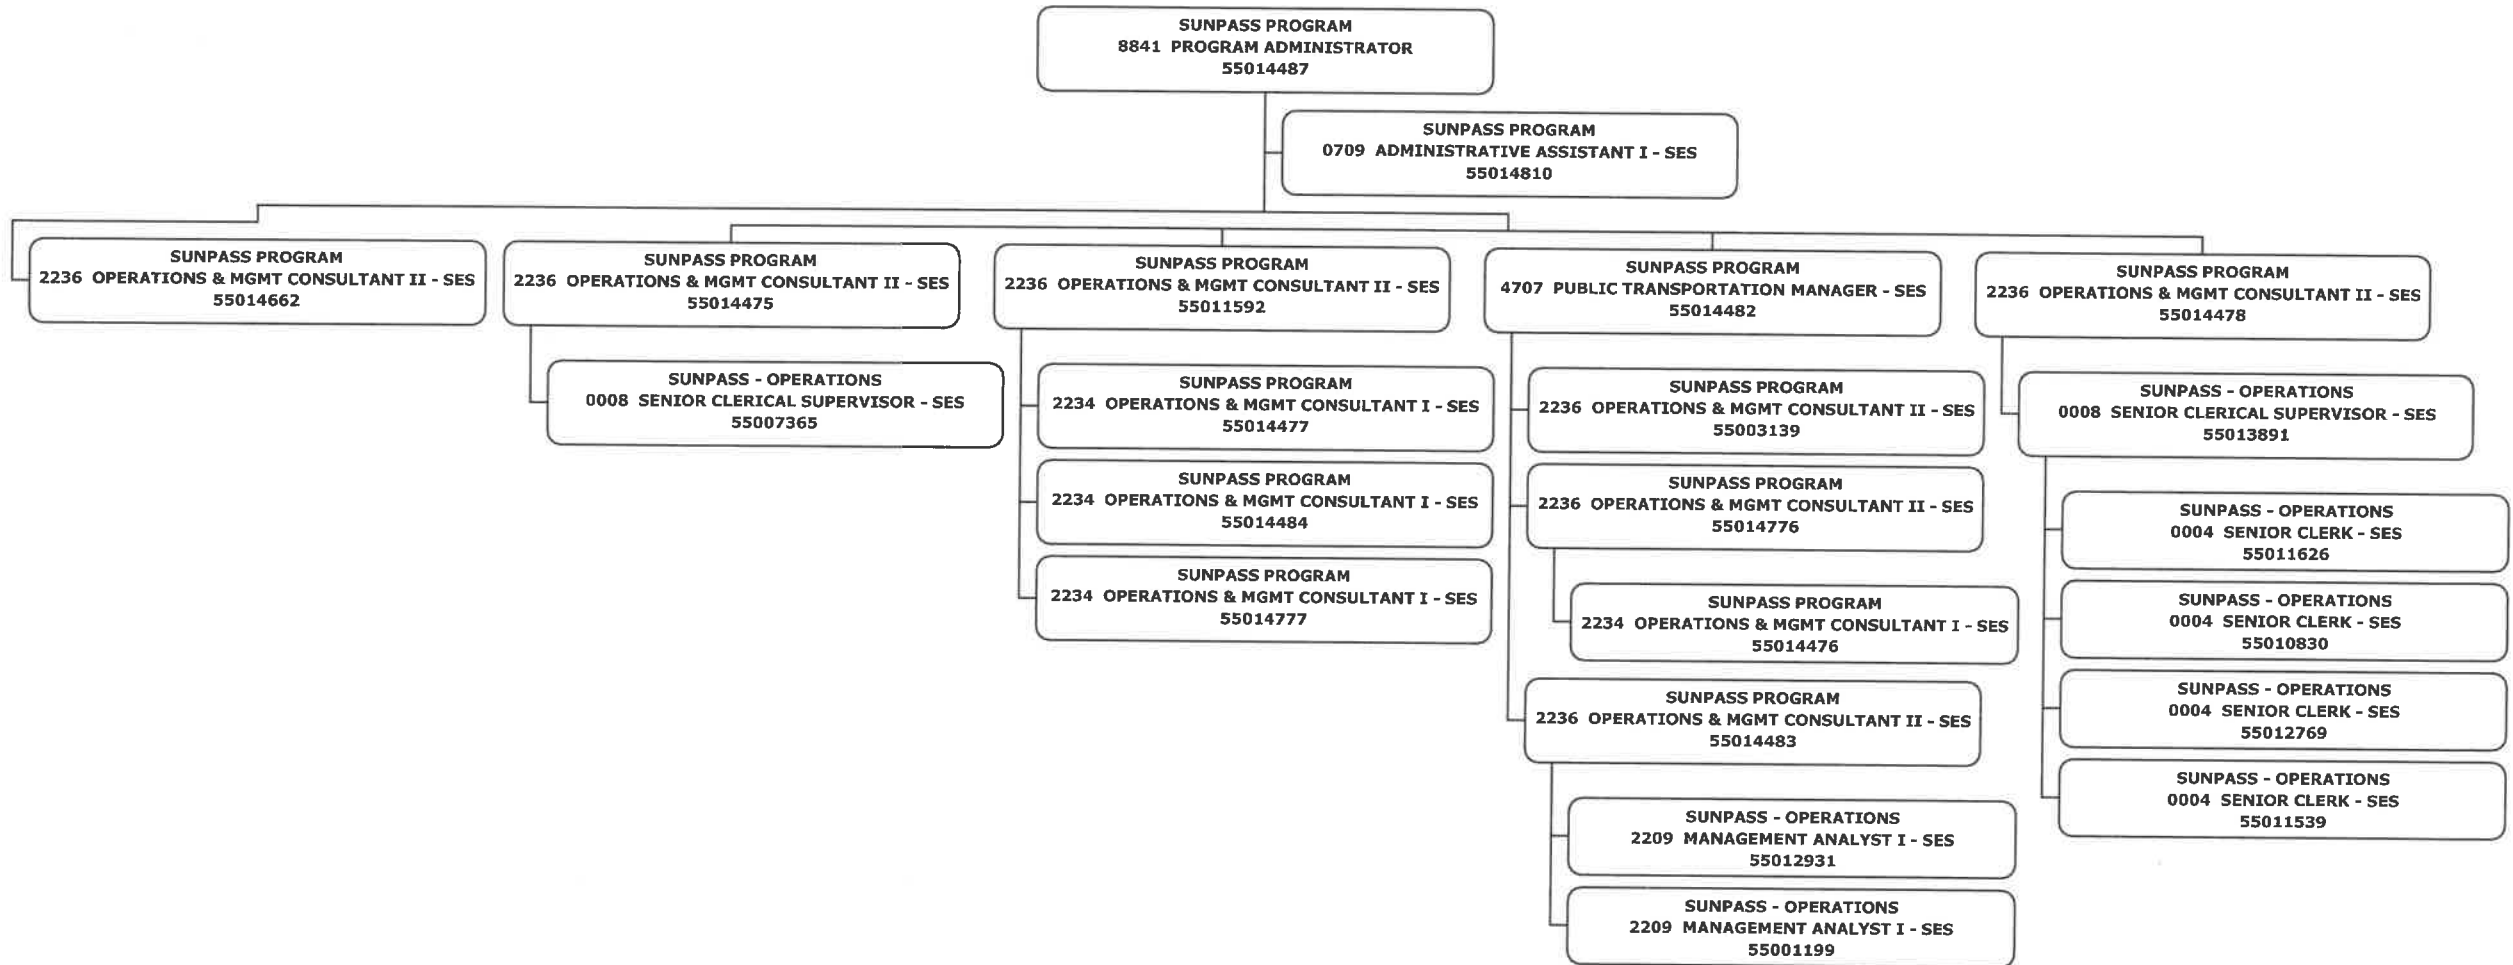 SUNPASS PROGRAM
8841 PROGRAM ADMINISTRATOR
55014487
SUNPASS PROGRAM
0709 ADMINISTRATIVE ASSISTANT I - SES
55014810
SUNPASS PROGRAM
2236 OPERATIONS & MGMT CONSULTANT II - SES
55014662
SUNPASS PROGRAM
2236 OPERATIONS & MGMT CONSULTANT II - SES
55014475
SUNPASS - OPERATIONS
0008 SENIOR CLERICAL SUPERVISOR - SES
55007365
SUNPASS PROGRAM
2236 OPERATIONS & MGMT CONSULTANT II - SES
55011592
SUNPASS PROGRAM
2234 OPERATIONS & MGMT CONSULTANT I - SES
55014477
SUNPASS PROGRAM
2234 OPERATIONS & MGMT CONSULTANT I - SES
55014484
SUNPASS PROGRAM
2234 OPERATIONS & MGMT CONSULTANT I - SES
55014777
SUNPASS PROGRAM
4707 PUBLIC TRANSPORTATION MANAGER - SES
55014482
SUNPASS PROGRAM
2236 OPERATIONS & MGMT CONSULTANT II - SES
55003139
SUNPASS PROGRAM
2236 OPERATIONS & MGMT CONSULTANT II - SES
55014776
SUNPASS PROGRAM
2234 OPERATIONS & MGMT CONSULTANT I - SES
55014476
SUNPASS PROGRAM
2236 OPERATIONS & MGMT CONSULTANT II - SES
55014483
SUNPASS - OPERATIONS
2209 MANAGEMENT ANALYST I - SES
55012931
SUNPASS - OPERATIONS
2209 MANAGEMENT ANALYST I - SES
55001199
SUNPASS PROGRAM
2236 OPERATIONS & MGMT CONSULTANT II - SES
55014478
SUNPASS - OPERATIONS
0008 SENIOR CLERICAL SUPERVISOR - SES
55013891
SUNPASS - OPERATIONS
0004 SENIOR CLERK - SES
55011626
SUNPASS - OPERATIONS
0004 SENIOR CLERK - SES
55010830
SUNPASS - OPERATIONS
0004 SENIOR CLERK - SES
55012769
SUNPASS - OPERATIONS
0004 SENIOR CLERK - SES
55011539